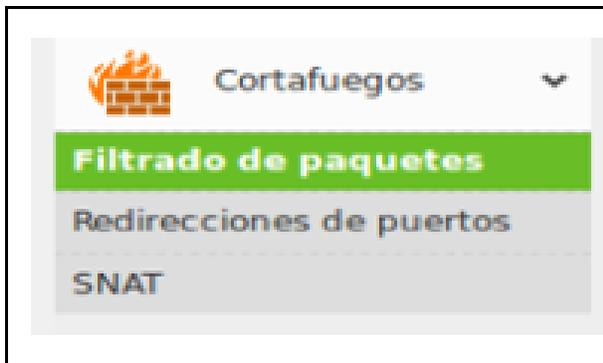 Cortafuegos
Filtrado de paquetes
Redirecciones de puertos
SNAT